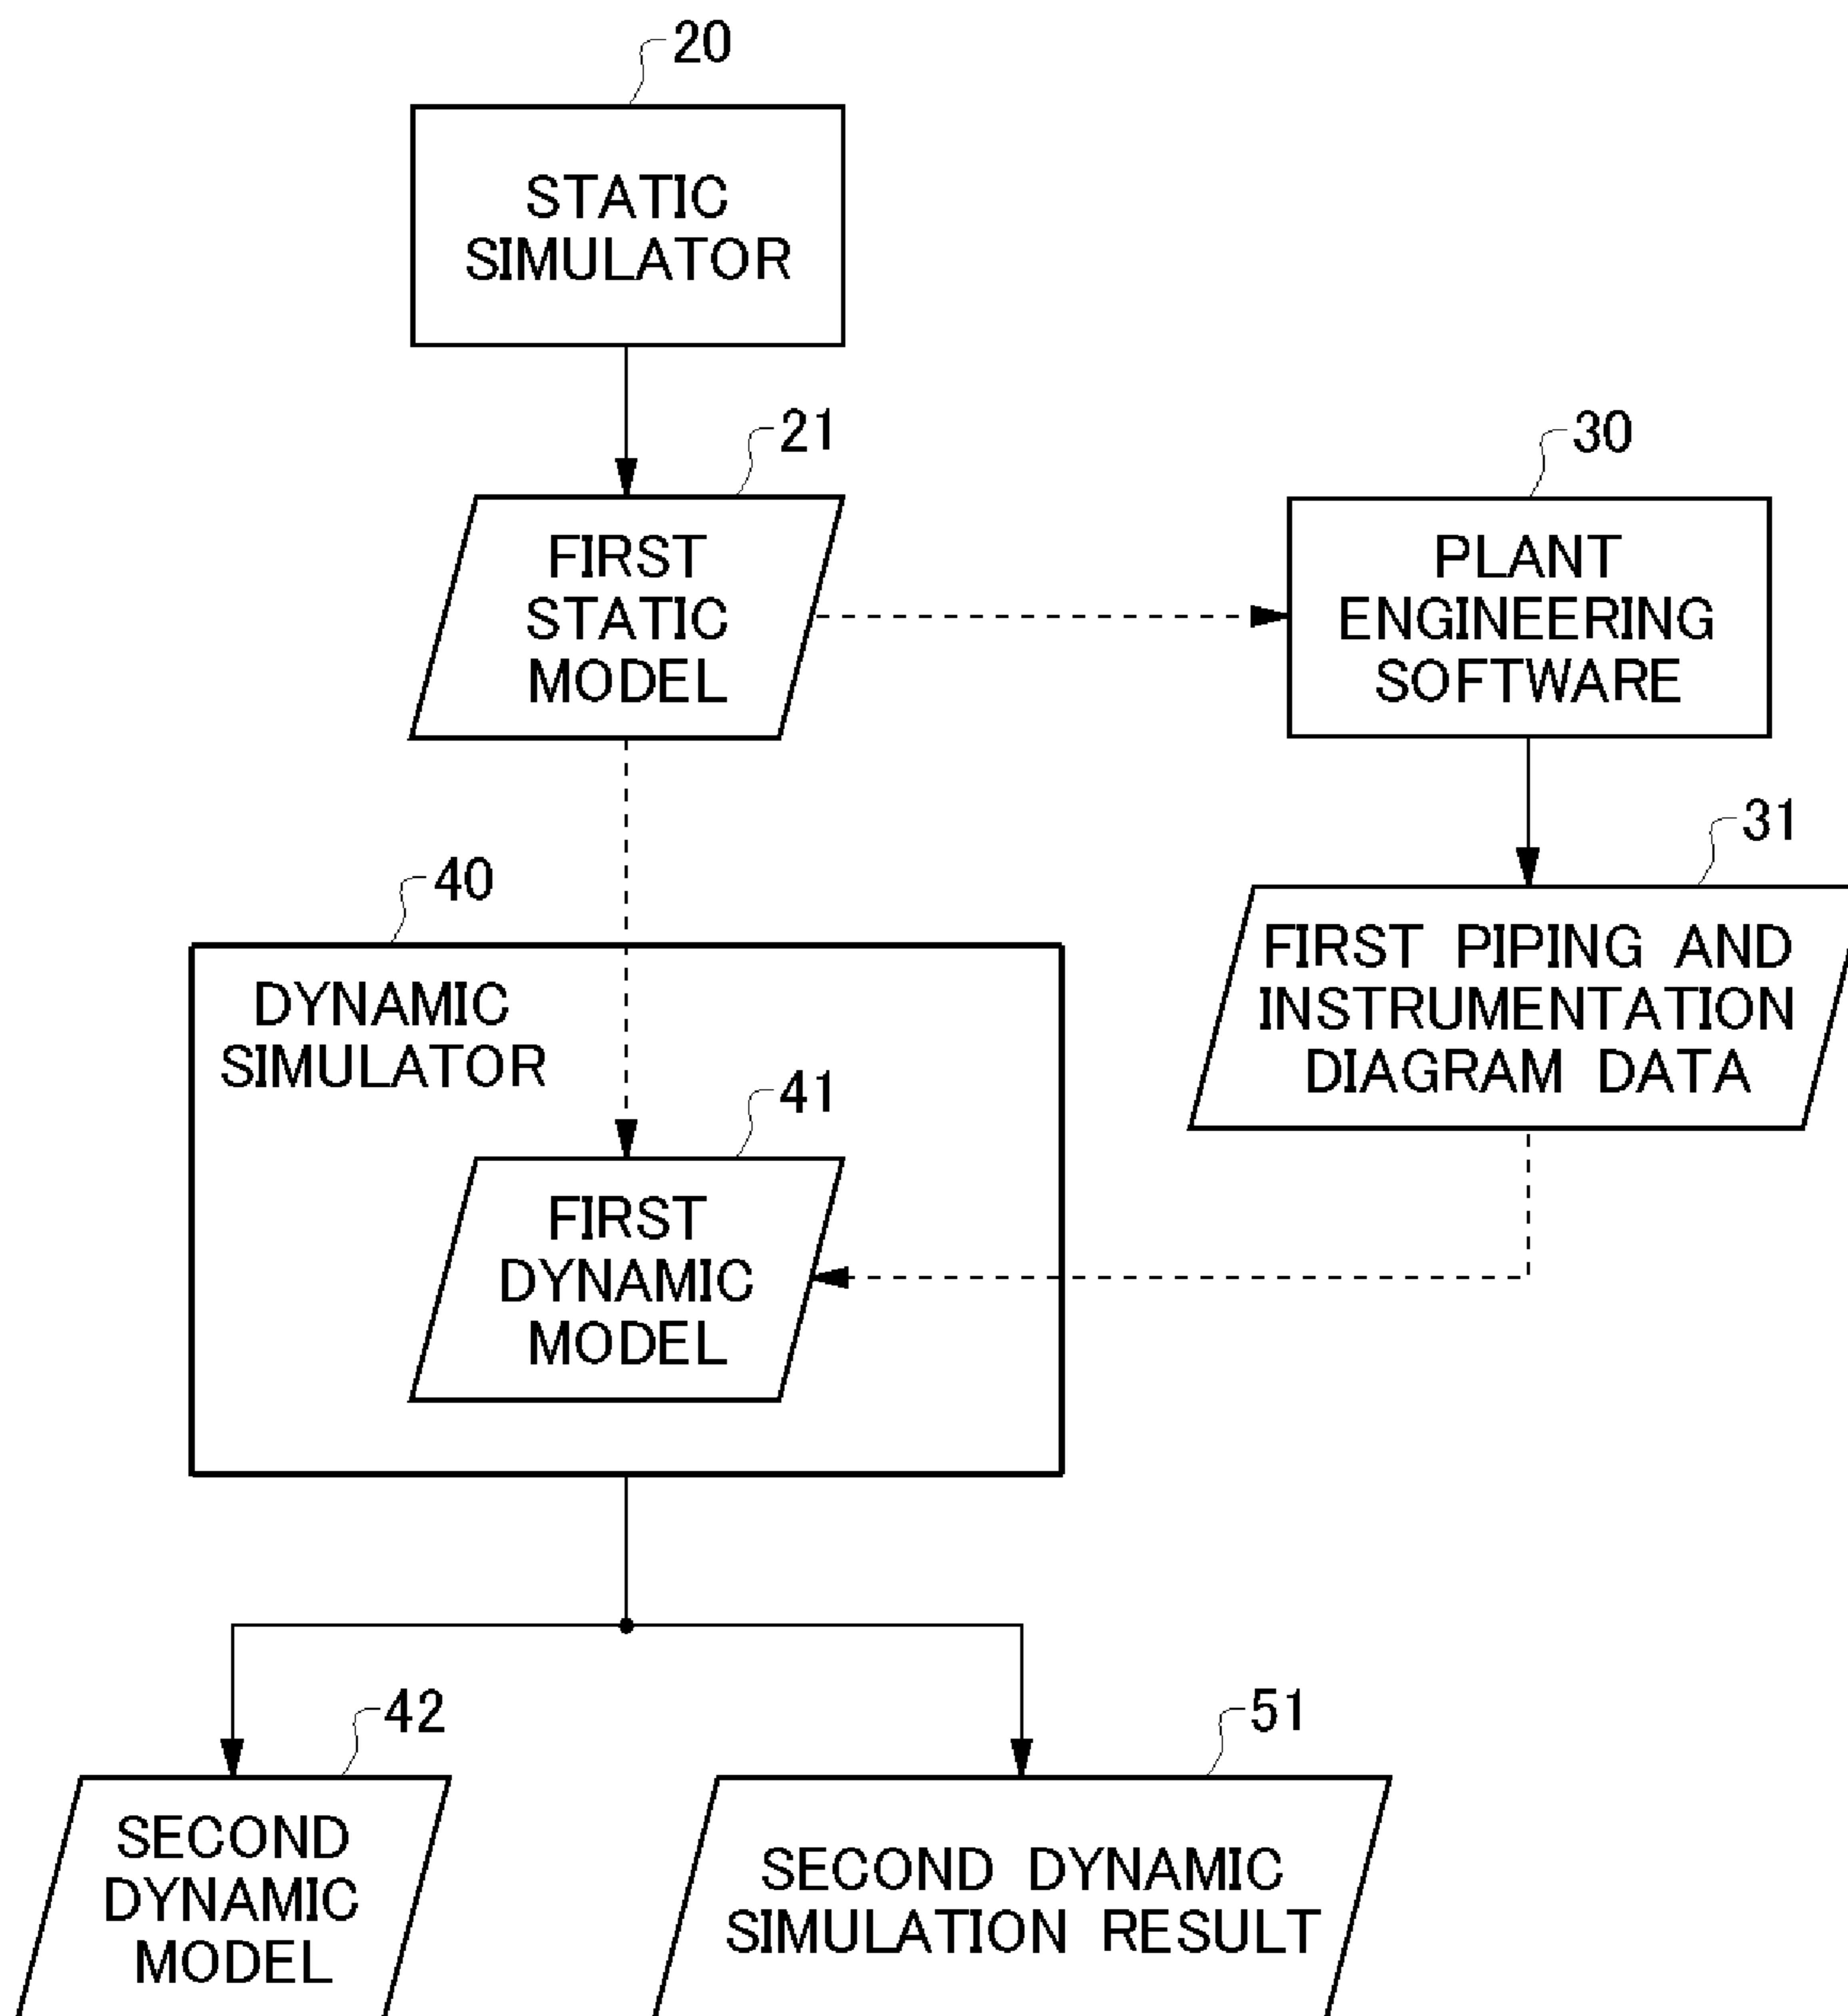 20
STATIC
SIMULATOR
21
FIRST
STATIC
MODEL
30
PLANT
ENGINEERING
SOFTWARE
31
FIRST PIPING AND
INSTRUMENTATION
DIAGRAM DATA
40
DYNAMIC
SIMULATOR
41
FIRST
DYNAMIC
MODEL
42
SECOND
DYNAMIC
MODEL
51
SECOND DYNAMIC
SIMULATION RESULT